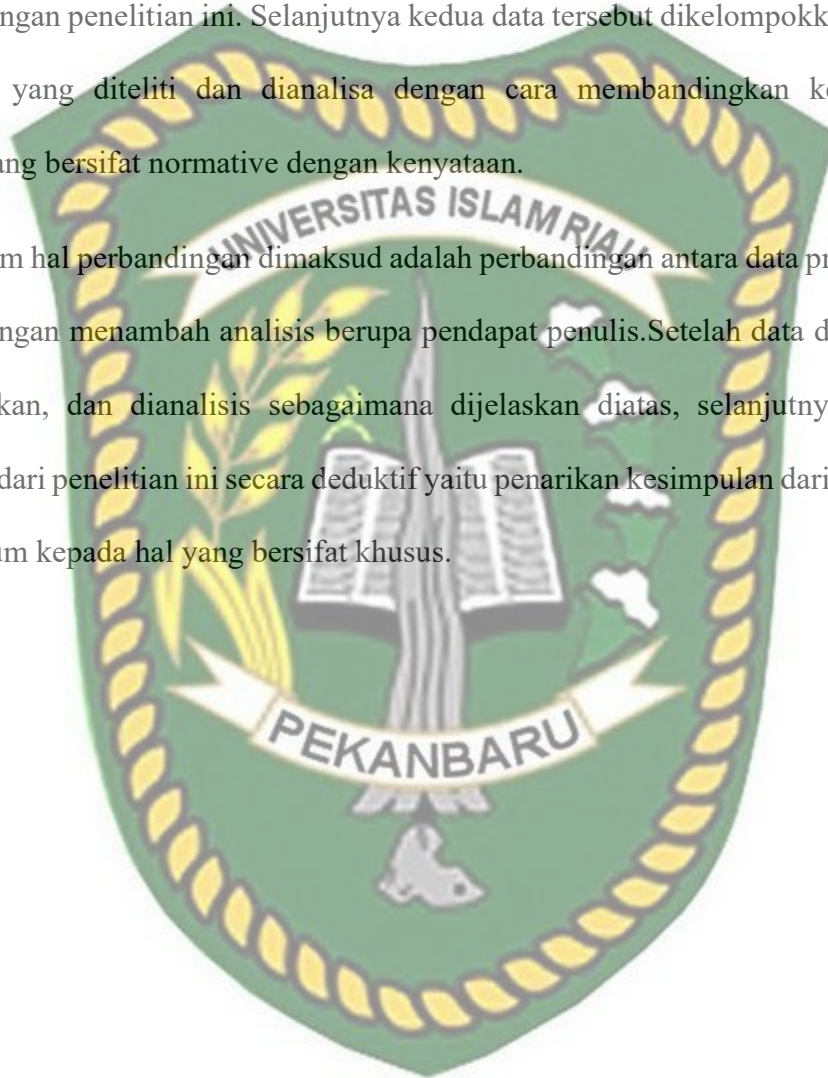 ngan penelitian ini. Selanjutnya kedua data tersebut dikelompokk
yang diteliti dan dianalisa dengan cara membandingkan ke
ang bersifat normative dengan kenyataan.
UNIVERSITAS ISLAM RIAU
m hal perbandingan dimaksud adalah perbandingan antara data pr
ngan menambah analisis berupa pendapat penulis.Setelah data d
kan, dan dianalisis sebagaimana dijelaskan diatas, selanjutny
dari penelitian ini secara deduktif yaitu penarikan kesimpulan dari
um kepada hal yang bersifat khusus.
PEKANBARU